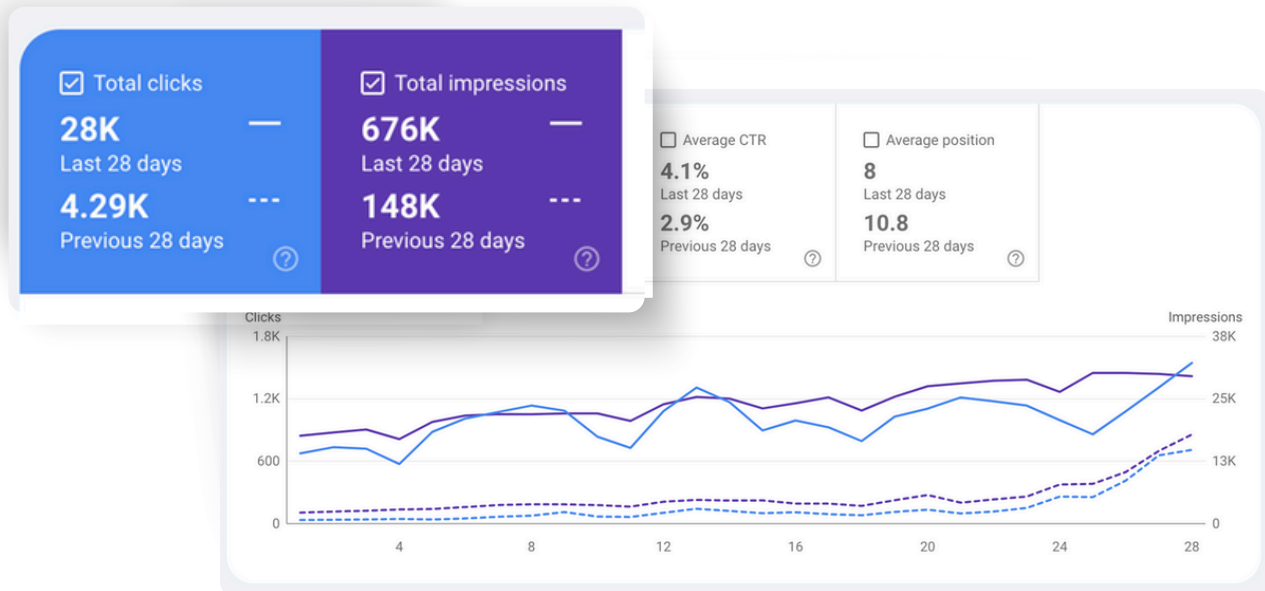 Total clicks
28K
Last 28 days
4.29K
Previous 28 days
Total impressions
676K
Last 28 days
148K
Previous 28 days
Average CTR
4.1%
Last 28 days
2.9%
Previous 28 days
Average position
8
Last 28 days
10.8
Previous 28 days
Clicks
Impressions
1.8K
1.2K
600
0
38K
25K
13K
0
4 8 12 16 20 24 28